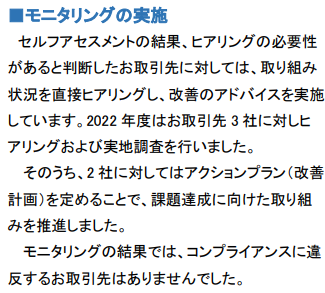 ■モニタリングの実施
セルフアセスメントの結果、ヒアリングの必要性
があると判断したお取引先に対しては、取り組み
状況を直接ヒアリングし、改善のアドバイスを実施
しています。2022 年度はお取引先 3 社に対しヒ
アリングおよび実地調査を行いました。
そのうち、2 社に対してはアクションプラン（改善
計画）を定めることで、課題達成に向けた取り組
みを推進しました。
モニタリングの結果では、コンプライアンスに違
反するお取引先はありませんでした。